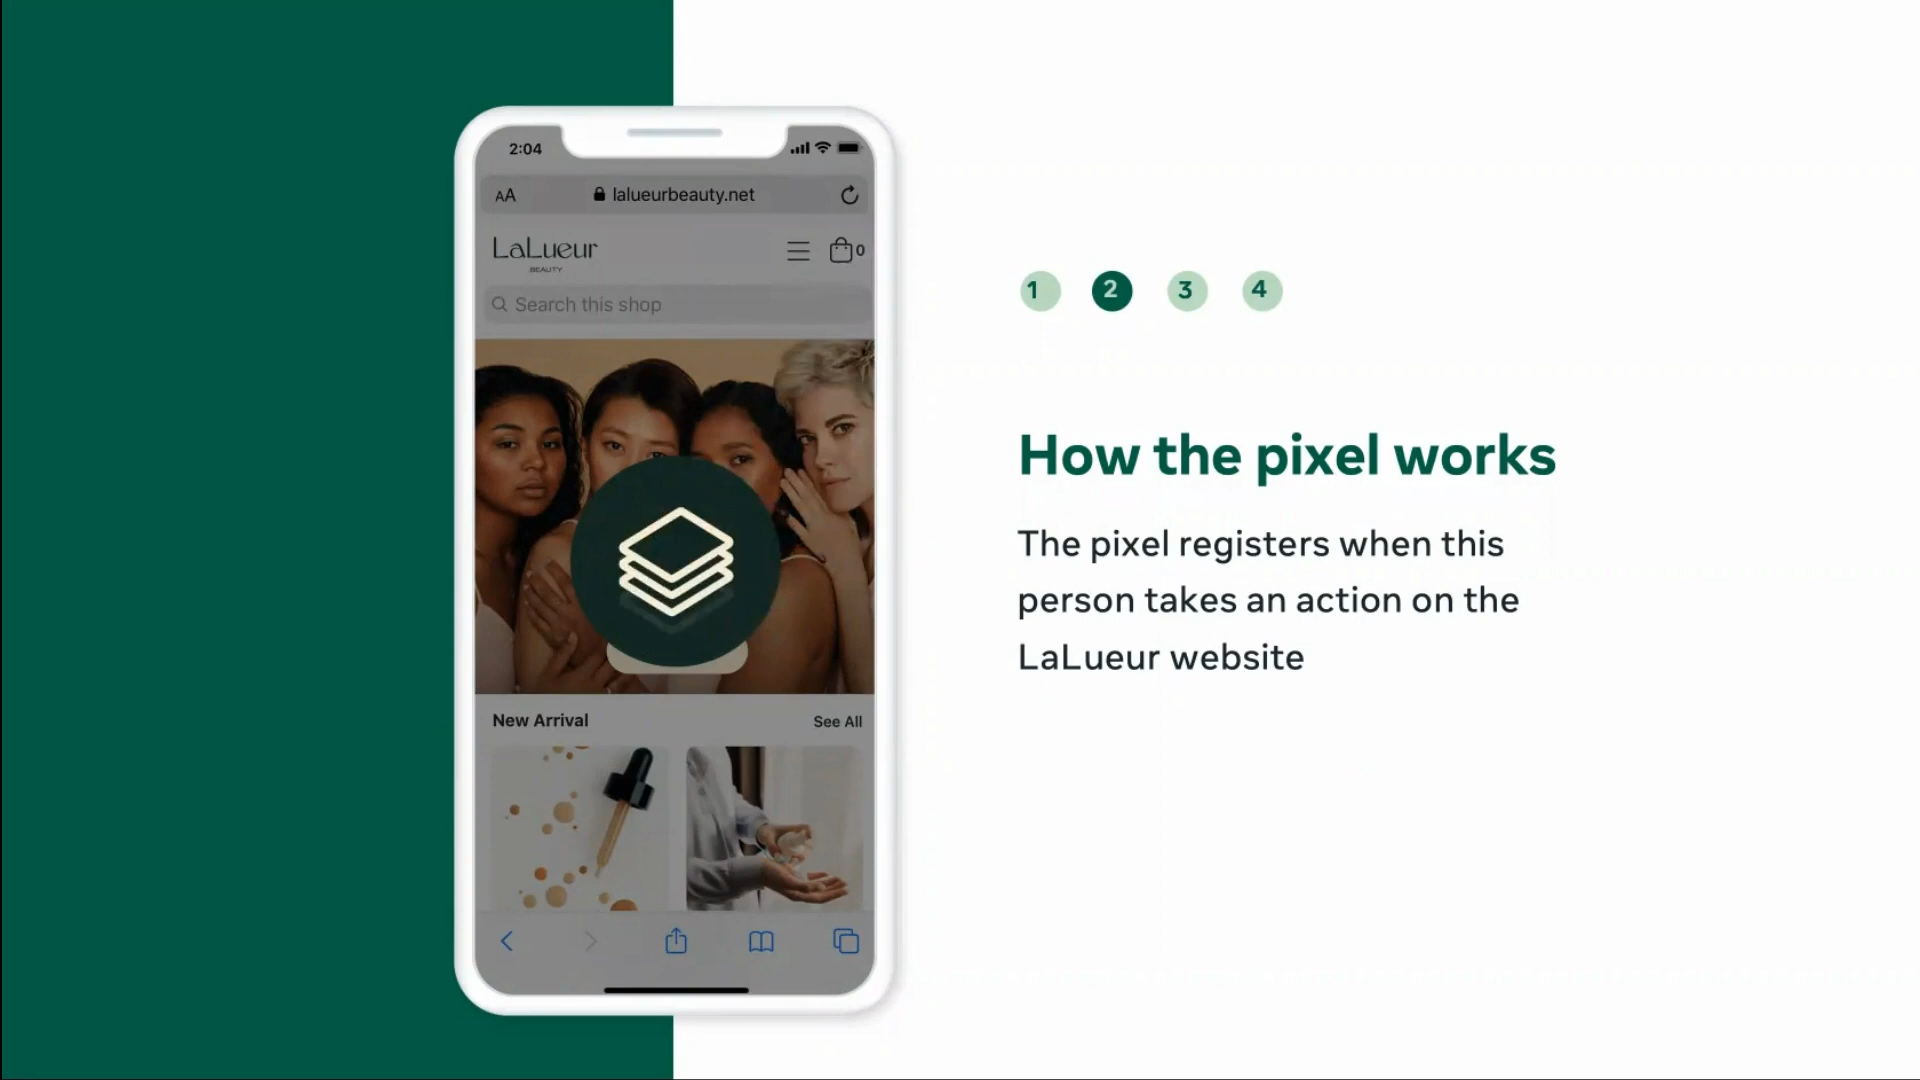 2:04
AA
lalueurbeauty.net
LaLueur
BEAUTY
0
Search this shop
New Arrival
See All
1 2 3 4
How the pixel works
The pixel registers when this
person takes an action on the
LaLueur website